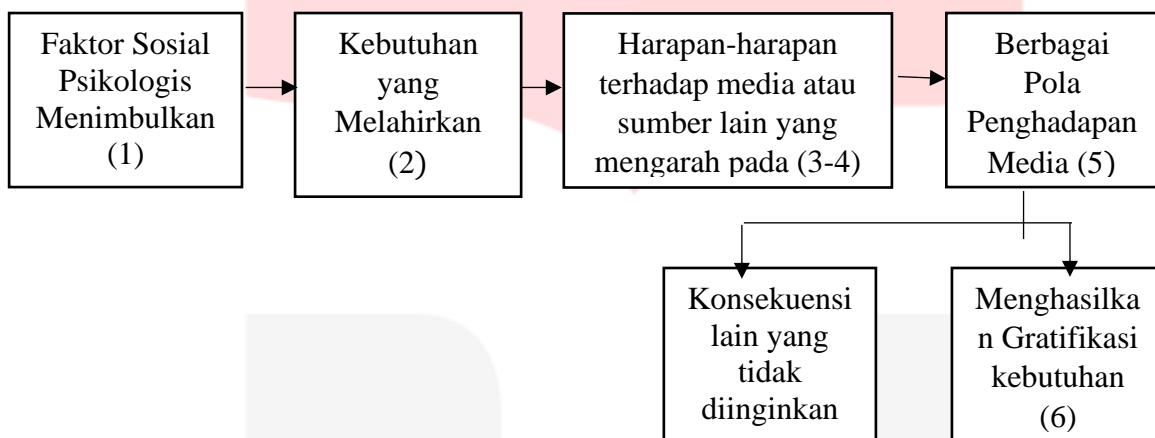 Faktor Sosial
Psikologis
Menimbulkan
(1)
Kebutuhan
yang
Melahirkan
(2)
Harapan-harapan
terhadap media atau
sumber lain yang
mengarah pada (3-4)
Berbagai
Pola
Penghadapan
Media (5)
Konsekuensi
lain yang
tidak
diinginkan
Menghasilka
n Gratifikasi
kebutuhan
(6)